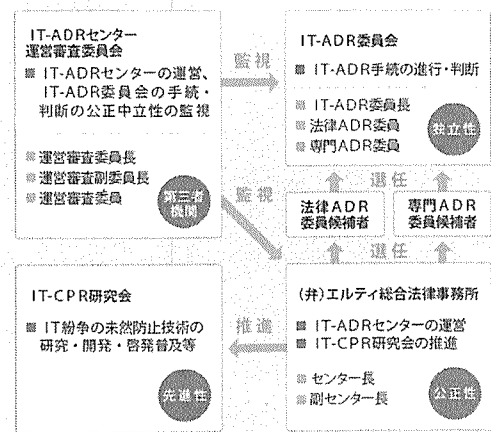 IT-ADRセンター
運営審査委員会
■ IT-ADRセンターの運営、
IT-ADR委員会の手続・
判断の公正中立性の監視
■ 運営審査委員長
■ 運営審査副委員長
■ 運営審査委員
第三者
機関
監視
IT-ADR委員会
■ IT-ADR手続の進行・判断
■ IT-ADR委員長
■ 法律ADR委員
■ 専門ADR委員
独立性
監視
選任
法律ADR
委員候補者
専門ADR
委員候補者
選任
IT-CPR研究会
■ IT紛争の未然防止技術の
研究・開発・啓発普及等
先進性
推進
(弁)エルティ総合法律事務所
■ IT-ADRセンターの運営
■ IT-CPR研究会の推進
■ センター長
■ 副センター長
公正性